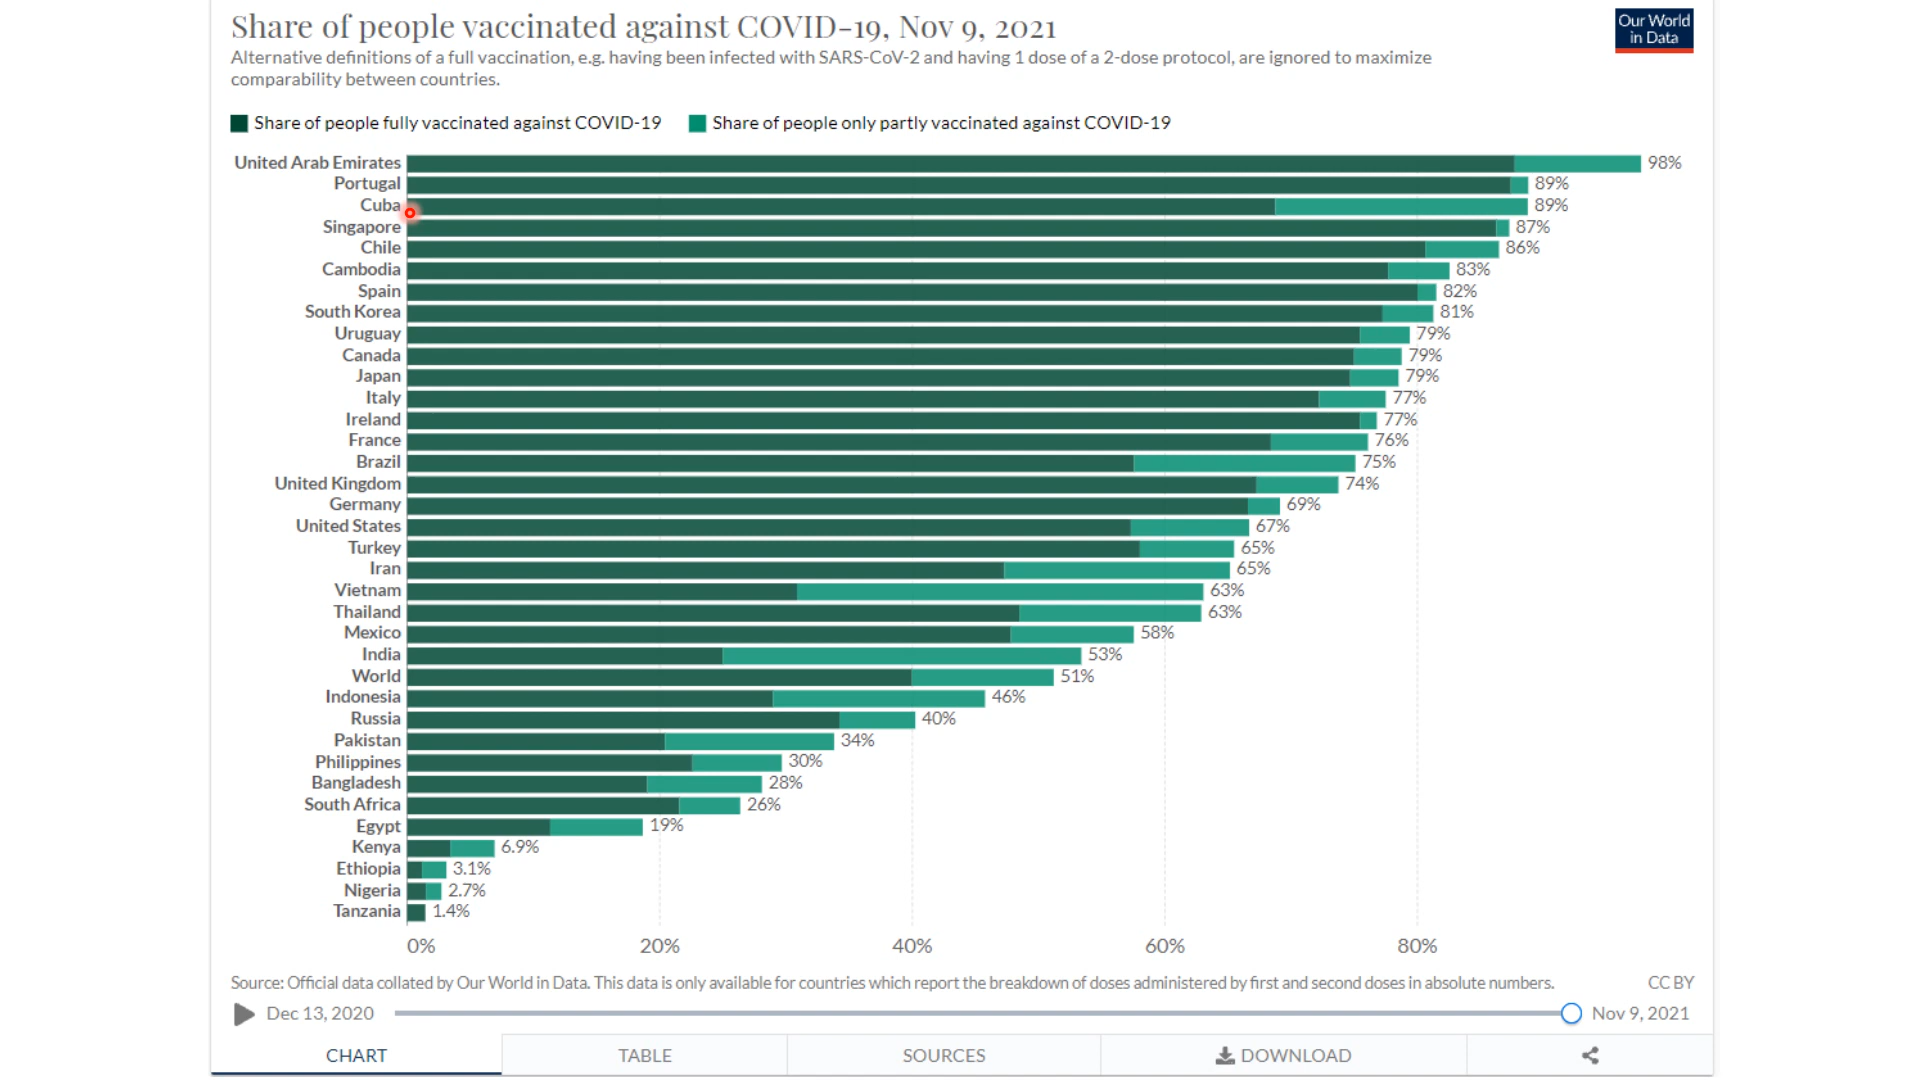 Share of people vaccinated against COVID-19, Nov 9, 2021
Our World
in Data
Alternative definitions of a full vaccination, e.g. having been infected with SARS-CoV-2 and having 1 dose of a 2-dose protocol, are ignored to maximize
comparability between countries.
Share of people fully vaccinated against COVID-19 Share of people only partly vaccinated against COVID-19
United Arab Emirates 98%
Portugal 89%
Cuba 89%
Singapore 87%
Chile 86%
Cambodia 83%
Spain 82%
South Korea 81%
Uruguay 79%
Canada 79%
Japan 79%
Italy 77%
Ireland 77%
France 76%
Brazil 75%
United Kingdom 74%
Germany 69%
United States 67%
Turkey 65%
Iran 65%
Vietnam 63%
Thailand 63%
Mexico 58%
India 53%
World 51%
Indonesia 46%
Russia 40%
Pakistan 34%
Philippines 30%
Bangladesh 28%
South Africa 26%
Egypt 19%
Kenya 6.9%
Ethiopia 3.1%
Nigeria 2.7%
Tanzania 1.4%
0% 20% 40% 60% 80%
Source: Official data collated by Our World in Data. This data is only available for countries which report the breakdown of doses administered by first and second doses in absolute numbers. CC BY
Dec 13, 2020 Nov 9, 2021
CHART TABLE SOURCES DOWNLOAD